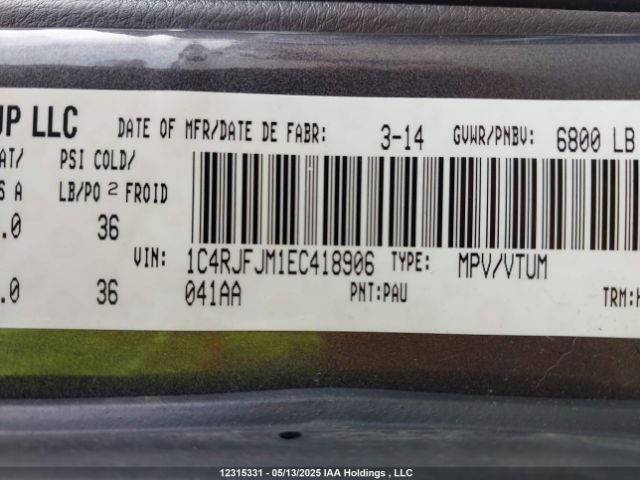 UP LLC DATE OF MFR/DATE DE FABR: 3-14 GVWR/PNBV: 6800 LB
AT/ PSI COLD/
A LB/PO 2 FROID
.0 36
VIN: 1C4RJFJM1EC418906 TYPE: MPV/VTUM
.0 36 041AA PNT:PAU TRM:
12315331 - 05/13/2025 IAA Holdings , LLC